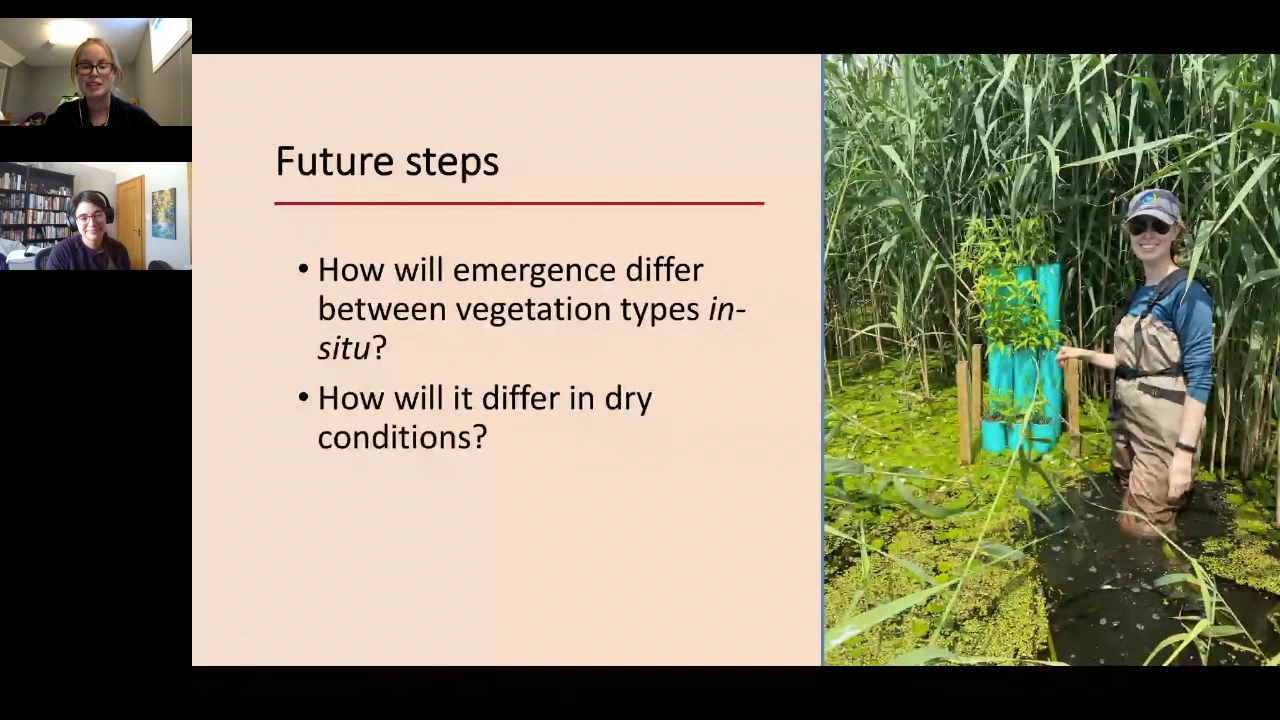 Future steps
• How will emergence differ
between vegetation types in-
situ?
• How will it differ in dry
conditions?